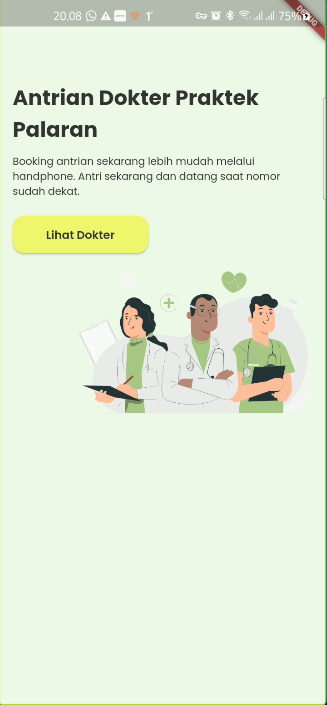 20.08
75%
DEBUG
Antrian Dokter Praktek
Palaran
Booking antrian sekarang lebih mudah melalui
handphone. Antri sekarang dan datang saat nomor
sudah dekat.
Lihat Dokter